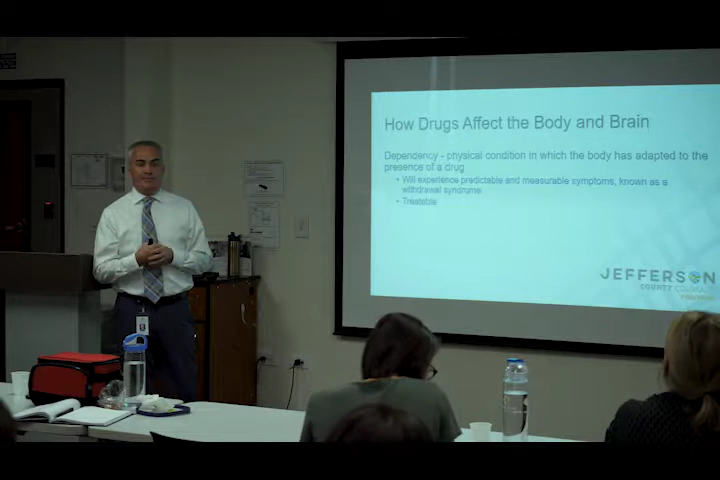 How Drugs Affect the Body and Brain
Dependency - physical condition in which the body has adapted to the
presence of a drug
• Will experience predictable and measurable symptoms, known as a
withdrawal syndrome
• Treatable
JEFFERSON
COUNTY COLORADO